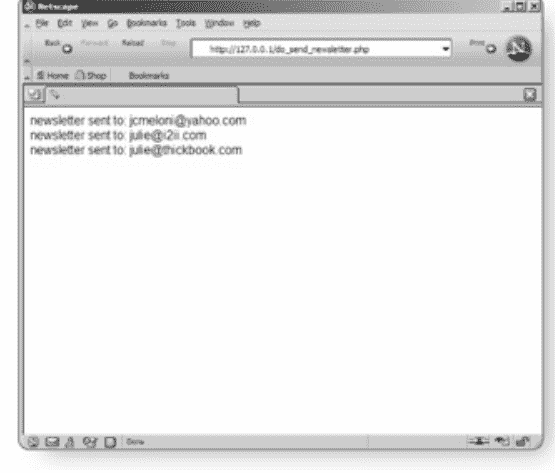 Netscape
File Edit View Go Bookmarks Tools Window Help
Back Forward Reload Stop http://127.0.0.1/do_send_newsletter.php Print N
Home Shop Bookmarks
newsletter sent to: jcmeloni@yahoo.com
newsletter sent to: julie@i2ii.com
newsletter sent to: julie@thickbook.com
Done